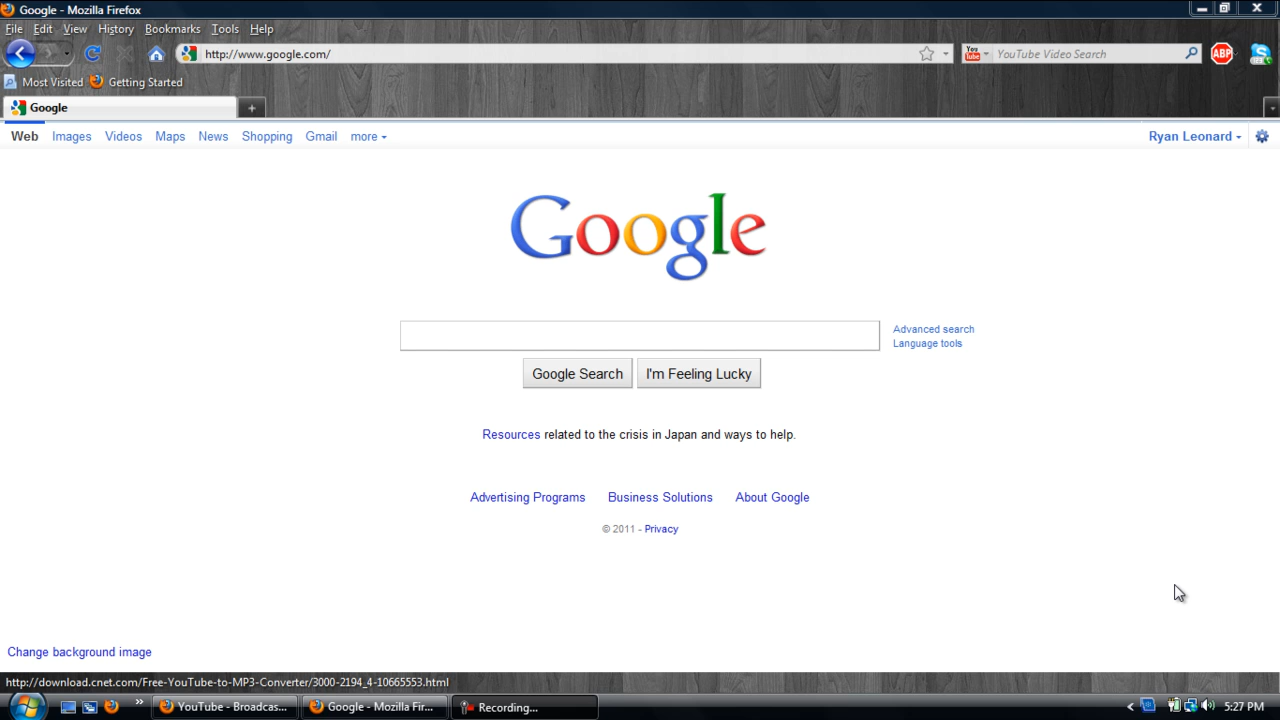 Google - Mozilla Firefox
File Edit View History Bookmarks Tools Help
http://www.google.com/
You Tube YouTube Video Search ABP
Most Visited Getting Started
Google
Web Images Videos Maps News Shopping Gmail more
Ryan Leonard
Google
Advanced search
Language tools
Google Search I'm Feeling Lucky
Resources related to the crisis in Japan and ways to help.
Advertising Programs Business Solutions About Google
© 2011 - Privacy
Change background image
http://download.cnet.com/Free-YouTube-to-MP3-Converter/3000-2194_4-10665553.html
YouTube - Broadcas... Google - Mozilla Fir... Recording... 5:27 PM